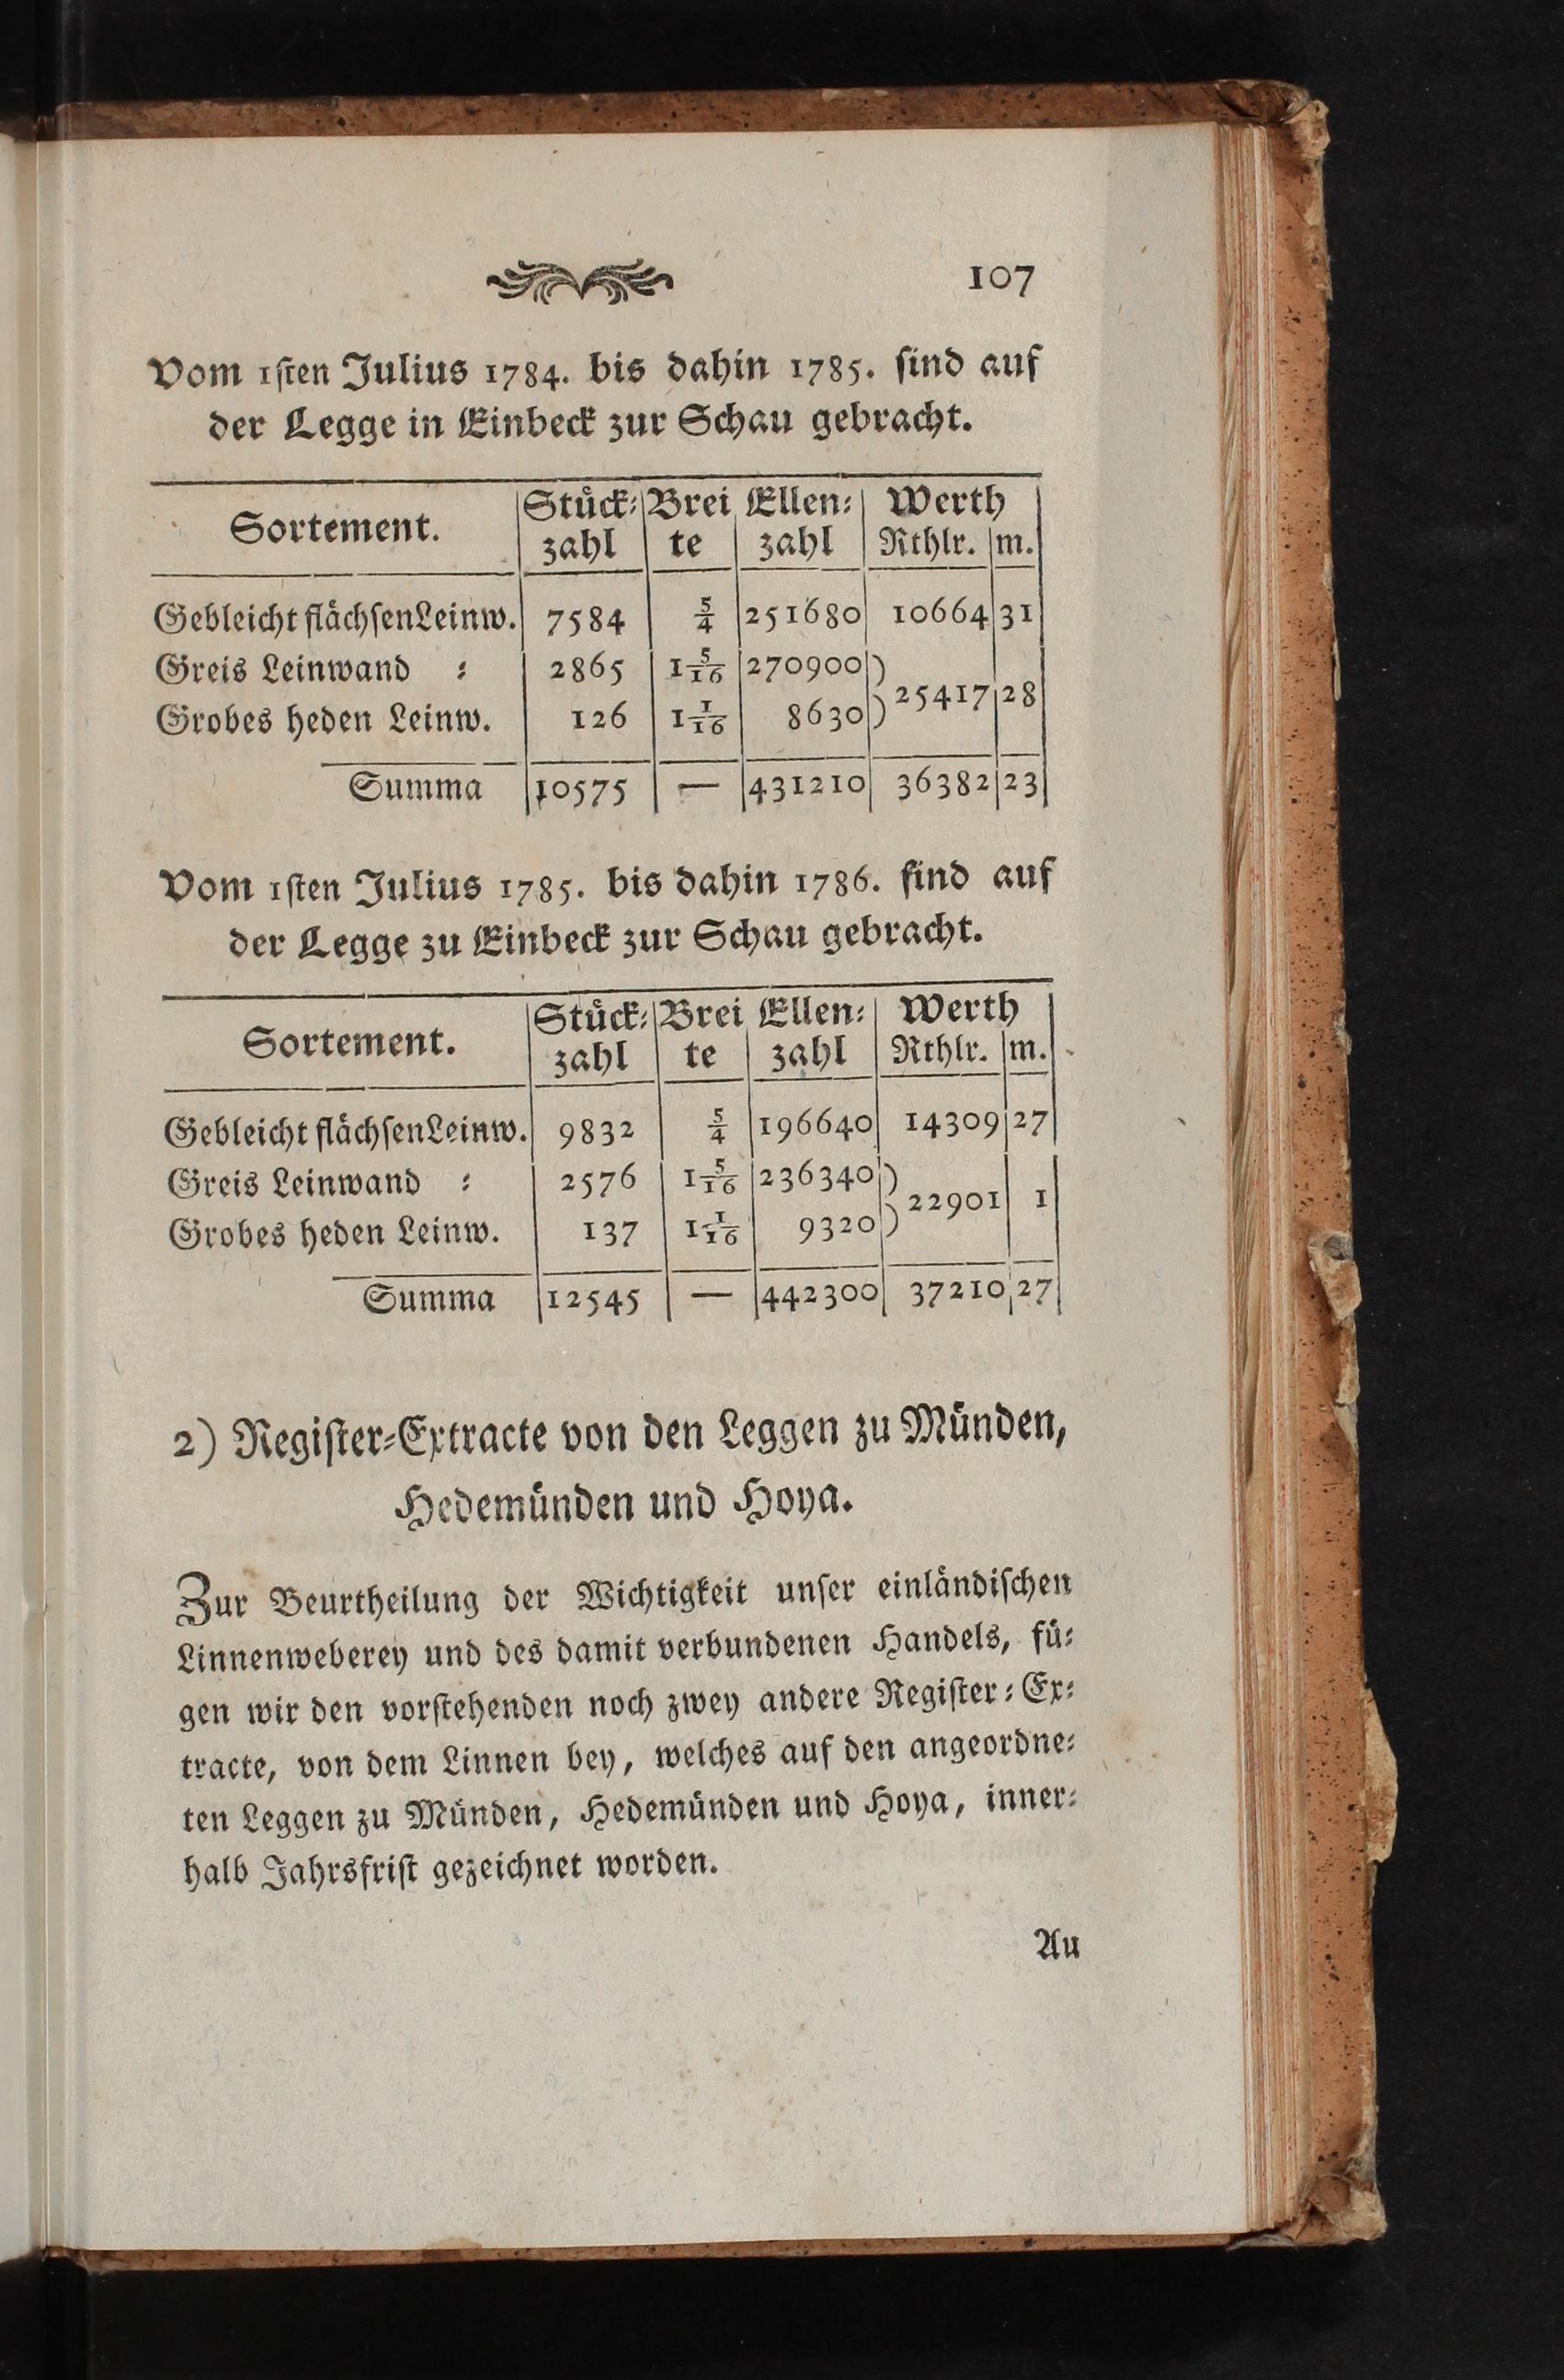 107
Vom 1sten Julius 1784. bis dahin 1785. sind auf
der Legge in Einbeck zur Schau gebracht.
Sortement. Stück= Brei Ellen= Werth
zahl te zahl Rthlr. m.
Gebleicht flächsenLeinw. 7584 5/4 251680 10664 31
Greis Leinwand = 2865 1 5/16 270900 )
25417 28
Grobes heden Leinw. 126 1 1/16 8630 )
Summa 10575 — 431210 36382 23
Vom 1sten Julius 1785. bis dahin 1786. sind auf
der Legge zu Einbeck zur Schau gebracht.
Sortement. Stück= Brei Ellen= Werth
zahl te zahl Rthlr. m.
Gebleicht flächsenLeinw. 9832 5/4 196640 14309 27
Greis Leinwand = 2576 1 5/16 236340 )
22901 1
Grobes heden Leinw. 137 1 1/16 9320 )
Summa 12545 — 442300 37210 27
2) Register=Extracte von den Leggen zu Münden,
Hedemünden und Hoya.
Zur Beurtheilung der Wichtigkeit unser einländischen
Linnenweberey und des damit verbundenen Handels, fü=
gen wir den vorstehenden noch zwey andere Register=Ex=
tracte, von dem Linnen bey, welches auf den angeordne=
ten Leggen zu Münden, Hedemünden und Hoya, inner=
halb Jahrsfrist gezeichnet worden.
Au